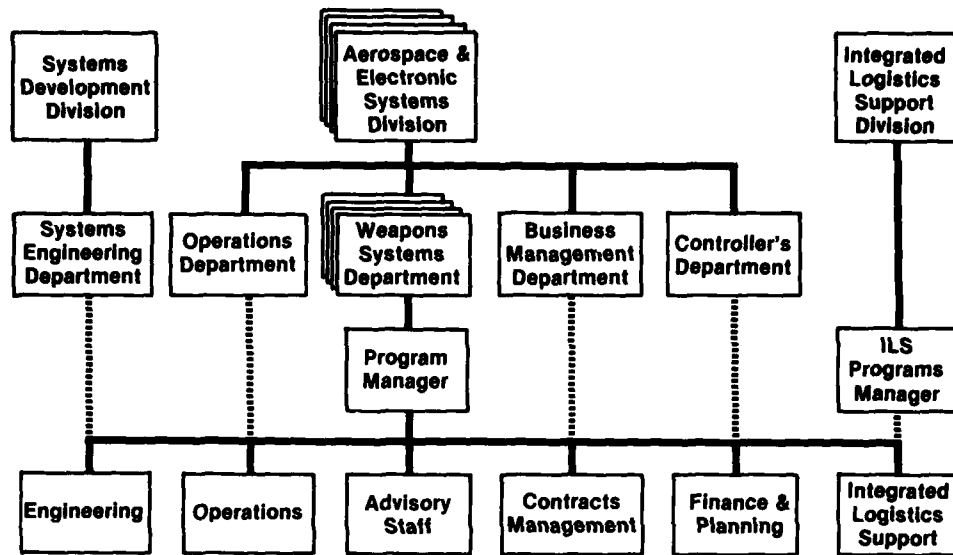 Systems
Development
Division
Aerospace &
Electronic
Systems
Division
Integrated
Logistics
Support
Division
Systems
Engineering
Department
Operations
Department
Weapons
Systems
Department
Business
Management
Department
Controller's
Department
Program
Manager
ILS
Programs
Manager
Engineering
Operations
Advisory
Staff
Contracts
Management
Finance &
Planning
Integrated
Logistics
Support